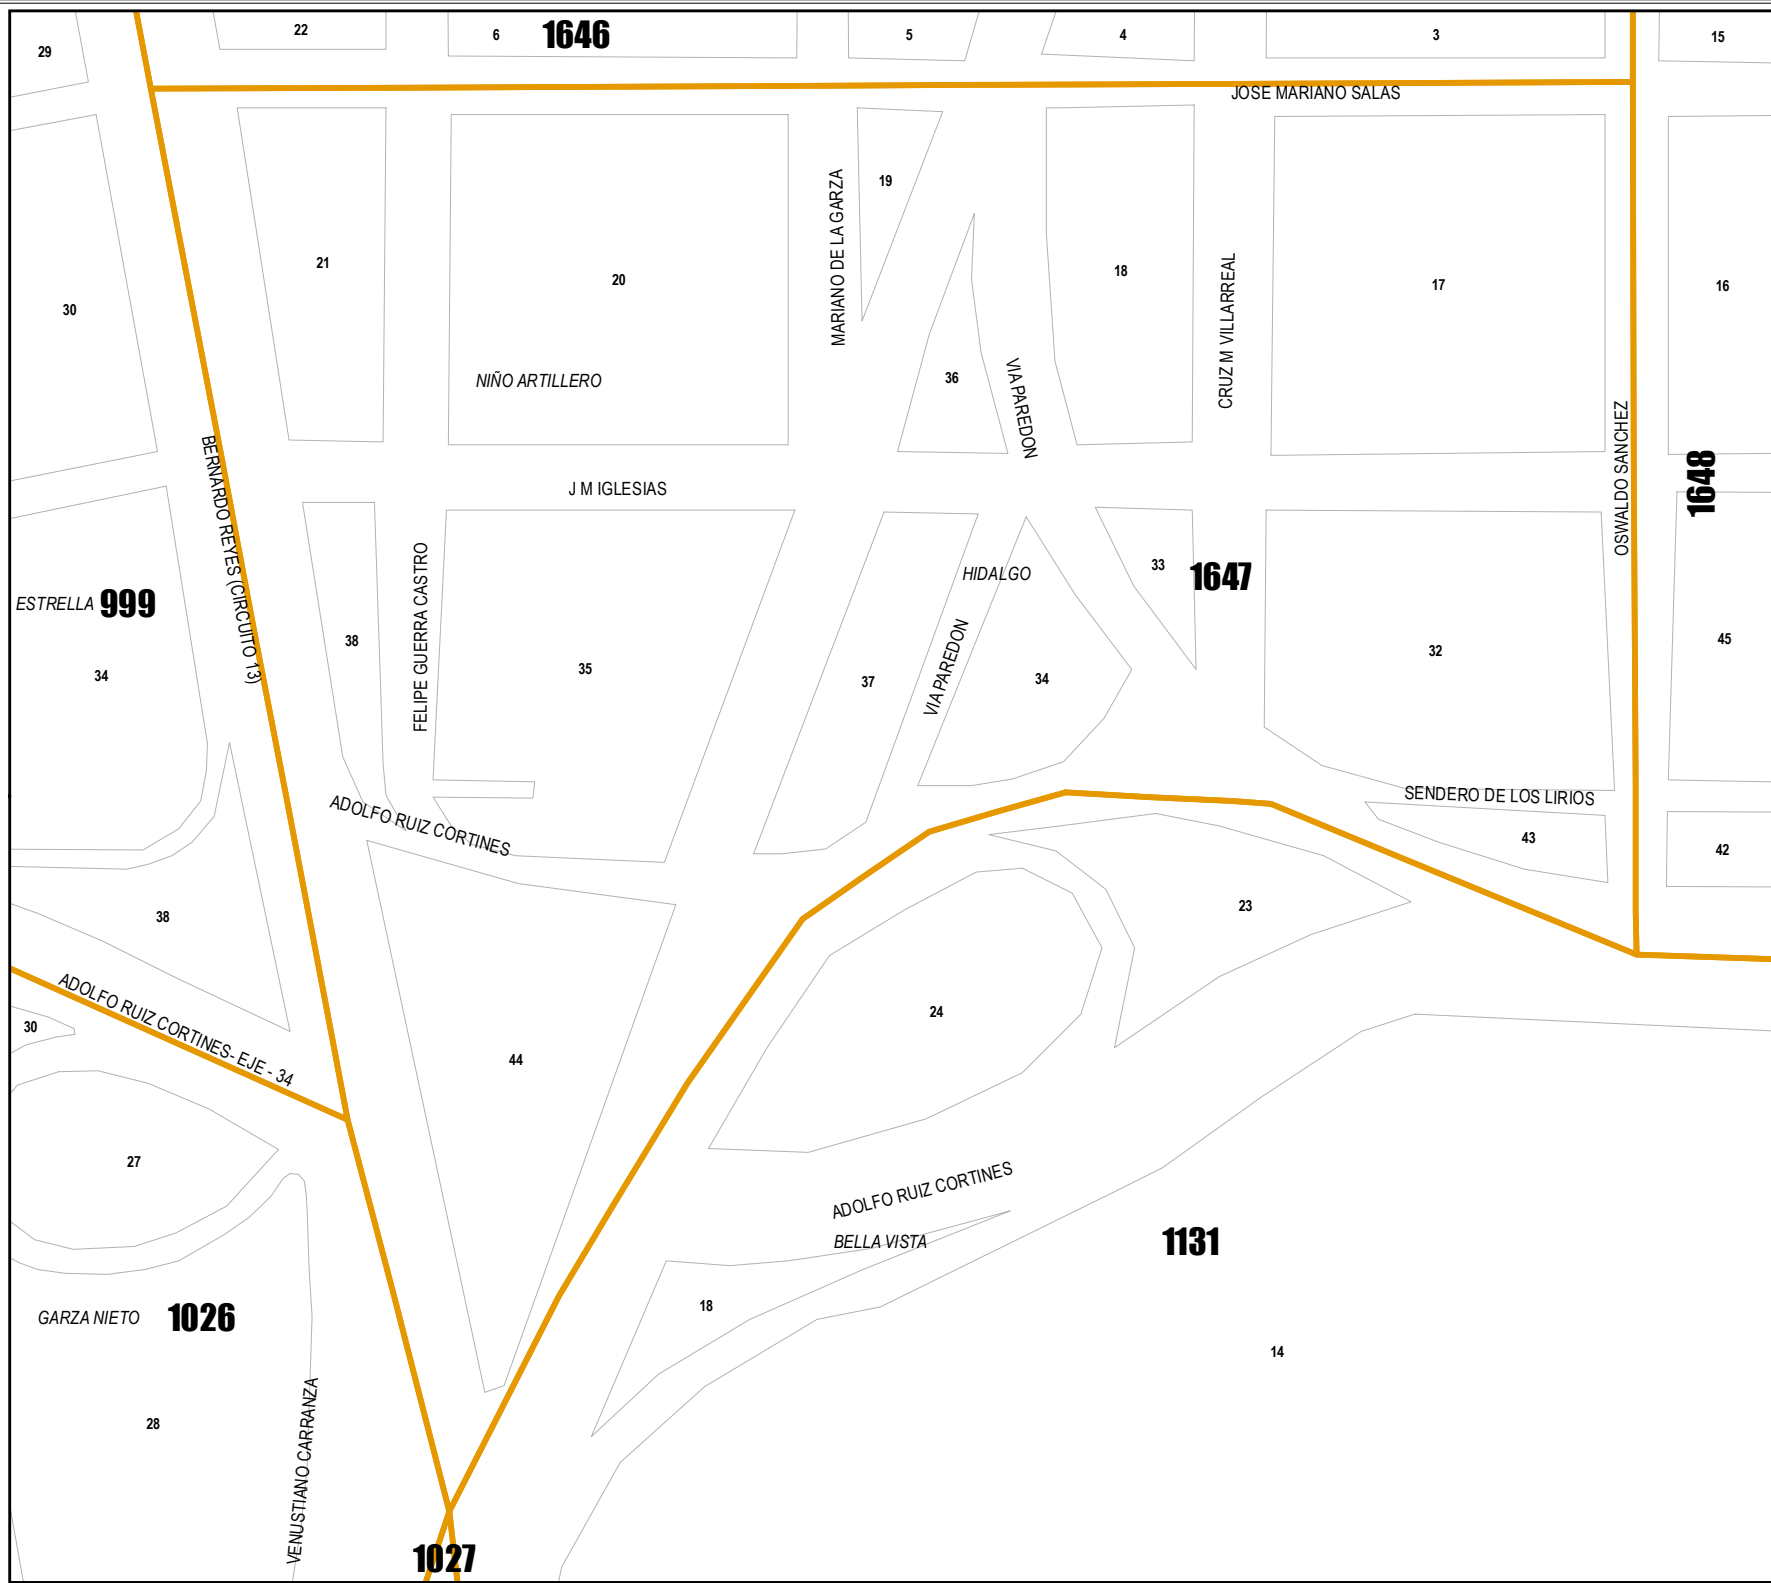 22
6
1646
5
4
3
15
29
JOSE MARIANO SALAS
19
MARIANO DE LA GARZA
21
20
18
CRUZ M VILLARREAL
17
16
30
NIÑO ARTILLERO
36
VIA PAREDON
BERNARDO REYES (CIRCUITO 13)
J M IGLESIAS
OSWALDO SANCHEZ
1648
HIDALGO
33
1647
ESTRELLA
999
FELIPE GUERRA CASTRO
38
35
37
VIA PAREDON
34
32
45
34
ADOLFO RUIZ CORTINES
SENDERO DE LOS LIRIOS
43
42
38
23
ADOLFO RUIZ CORTINES- EJE - 34
30
24
44
27
ADOLFO RUIZ CORTINES
BELLA VISTA
1131
GARZA NIETO
1026
18
14
28
VENUSTIANO CARRANZA
1027